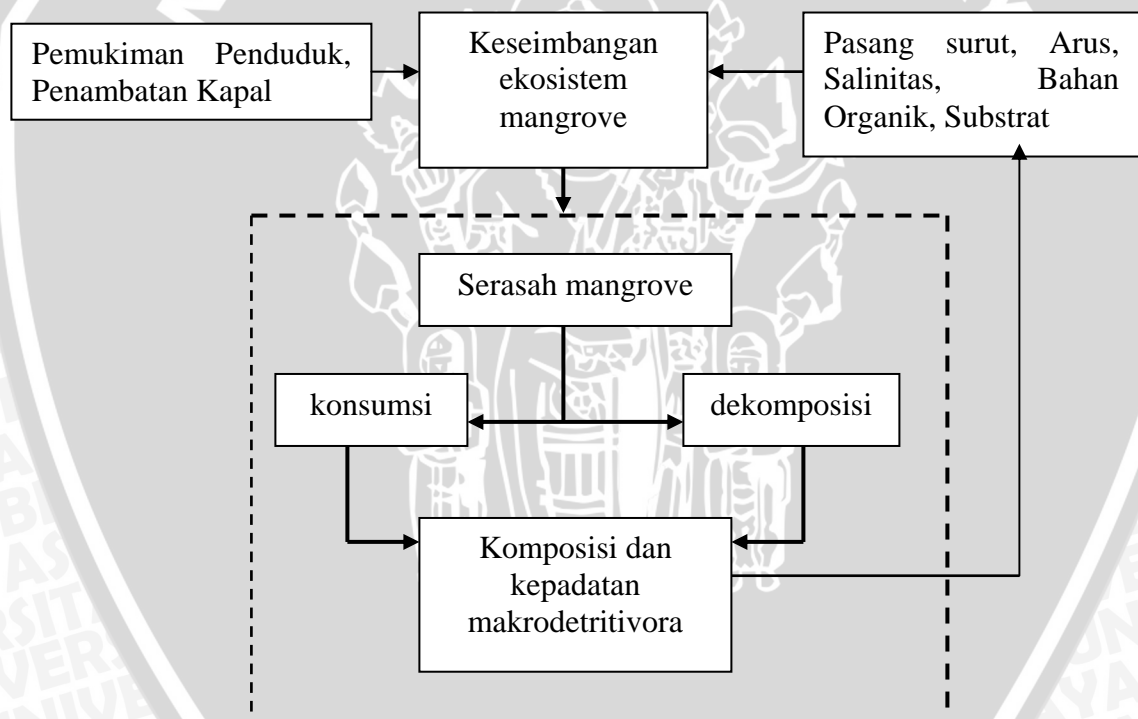 Pemukiman Penduduk,
Penambatan Kapal
Keseimbangan
ekosistem
mangrove
Pasang surut, Arus,
Salinitas, Bahan
Organik, Substrat
Serasah mangrove
konsumsi
dekomposisi
Komposisi dan
kepadatan
makrodetritivora